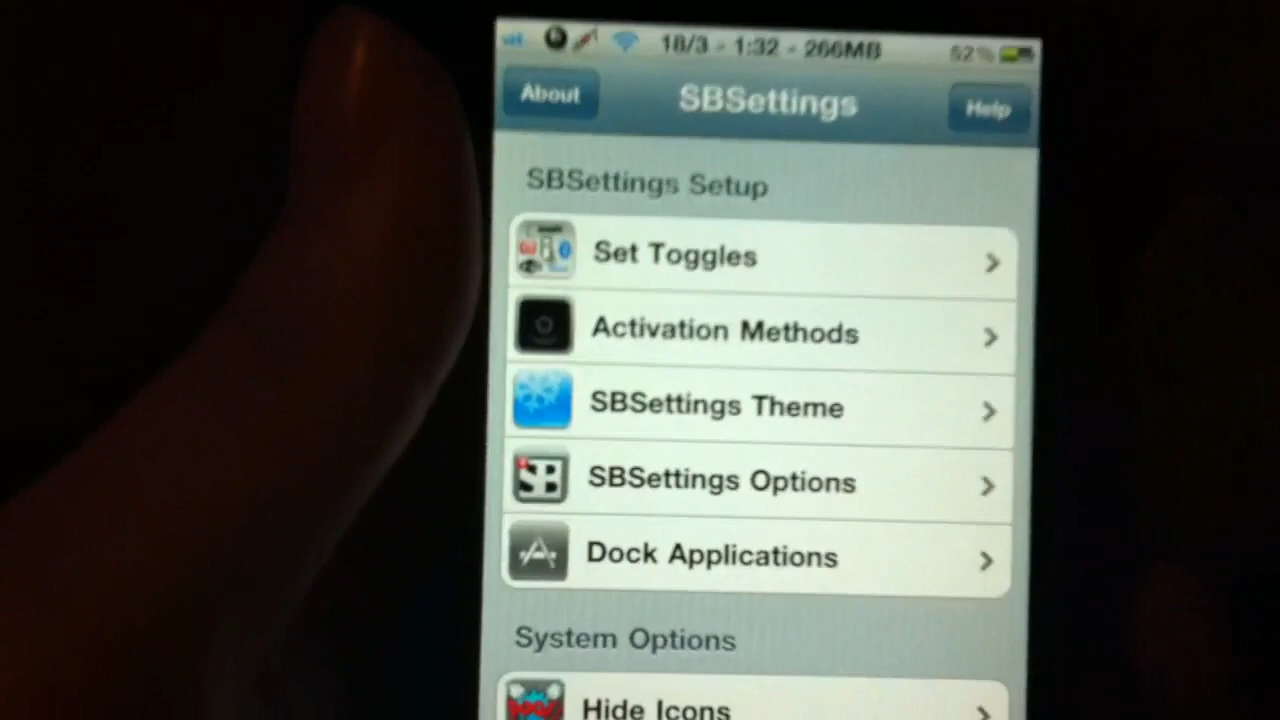 18/3 - 1:32 - 266MB 52%
About SBSettings Help
SBSettings Setup
Set Toggles
Activation Methods
SBSettings Theme
SBSettings Options
Dock Applications
System Options
Hide Icons